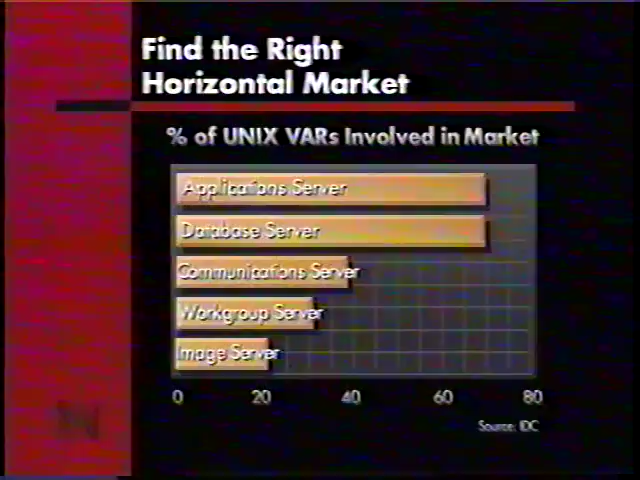 Find the Right
Horizontal Market
% of UNIX VARs Involved in Market
Applications Server
Database Server
Communications Server
Workgroup Server
Image Server
0 20 40 60 80
Source: IDC